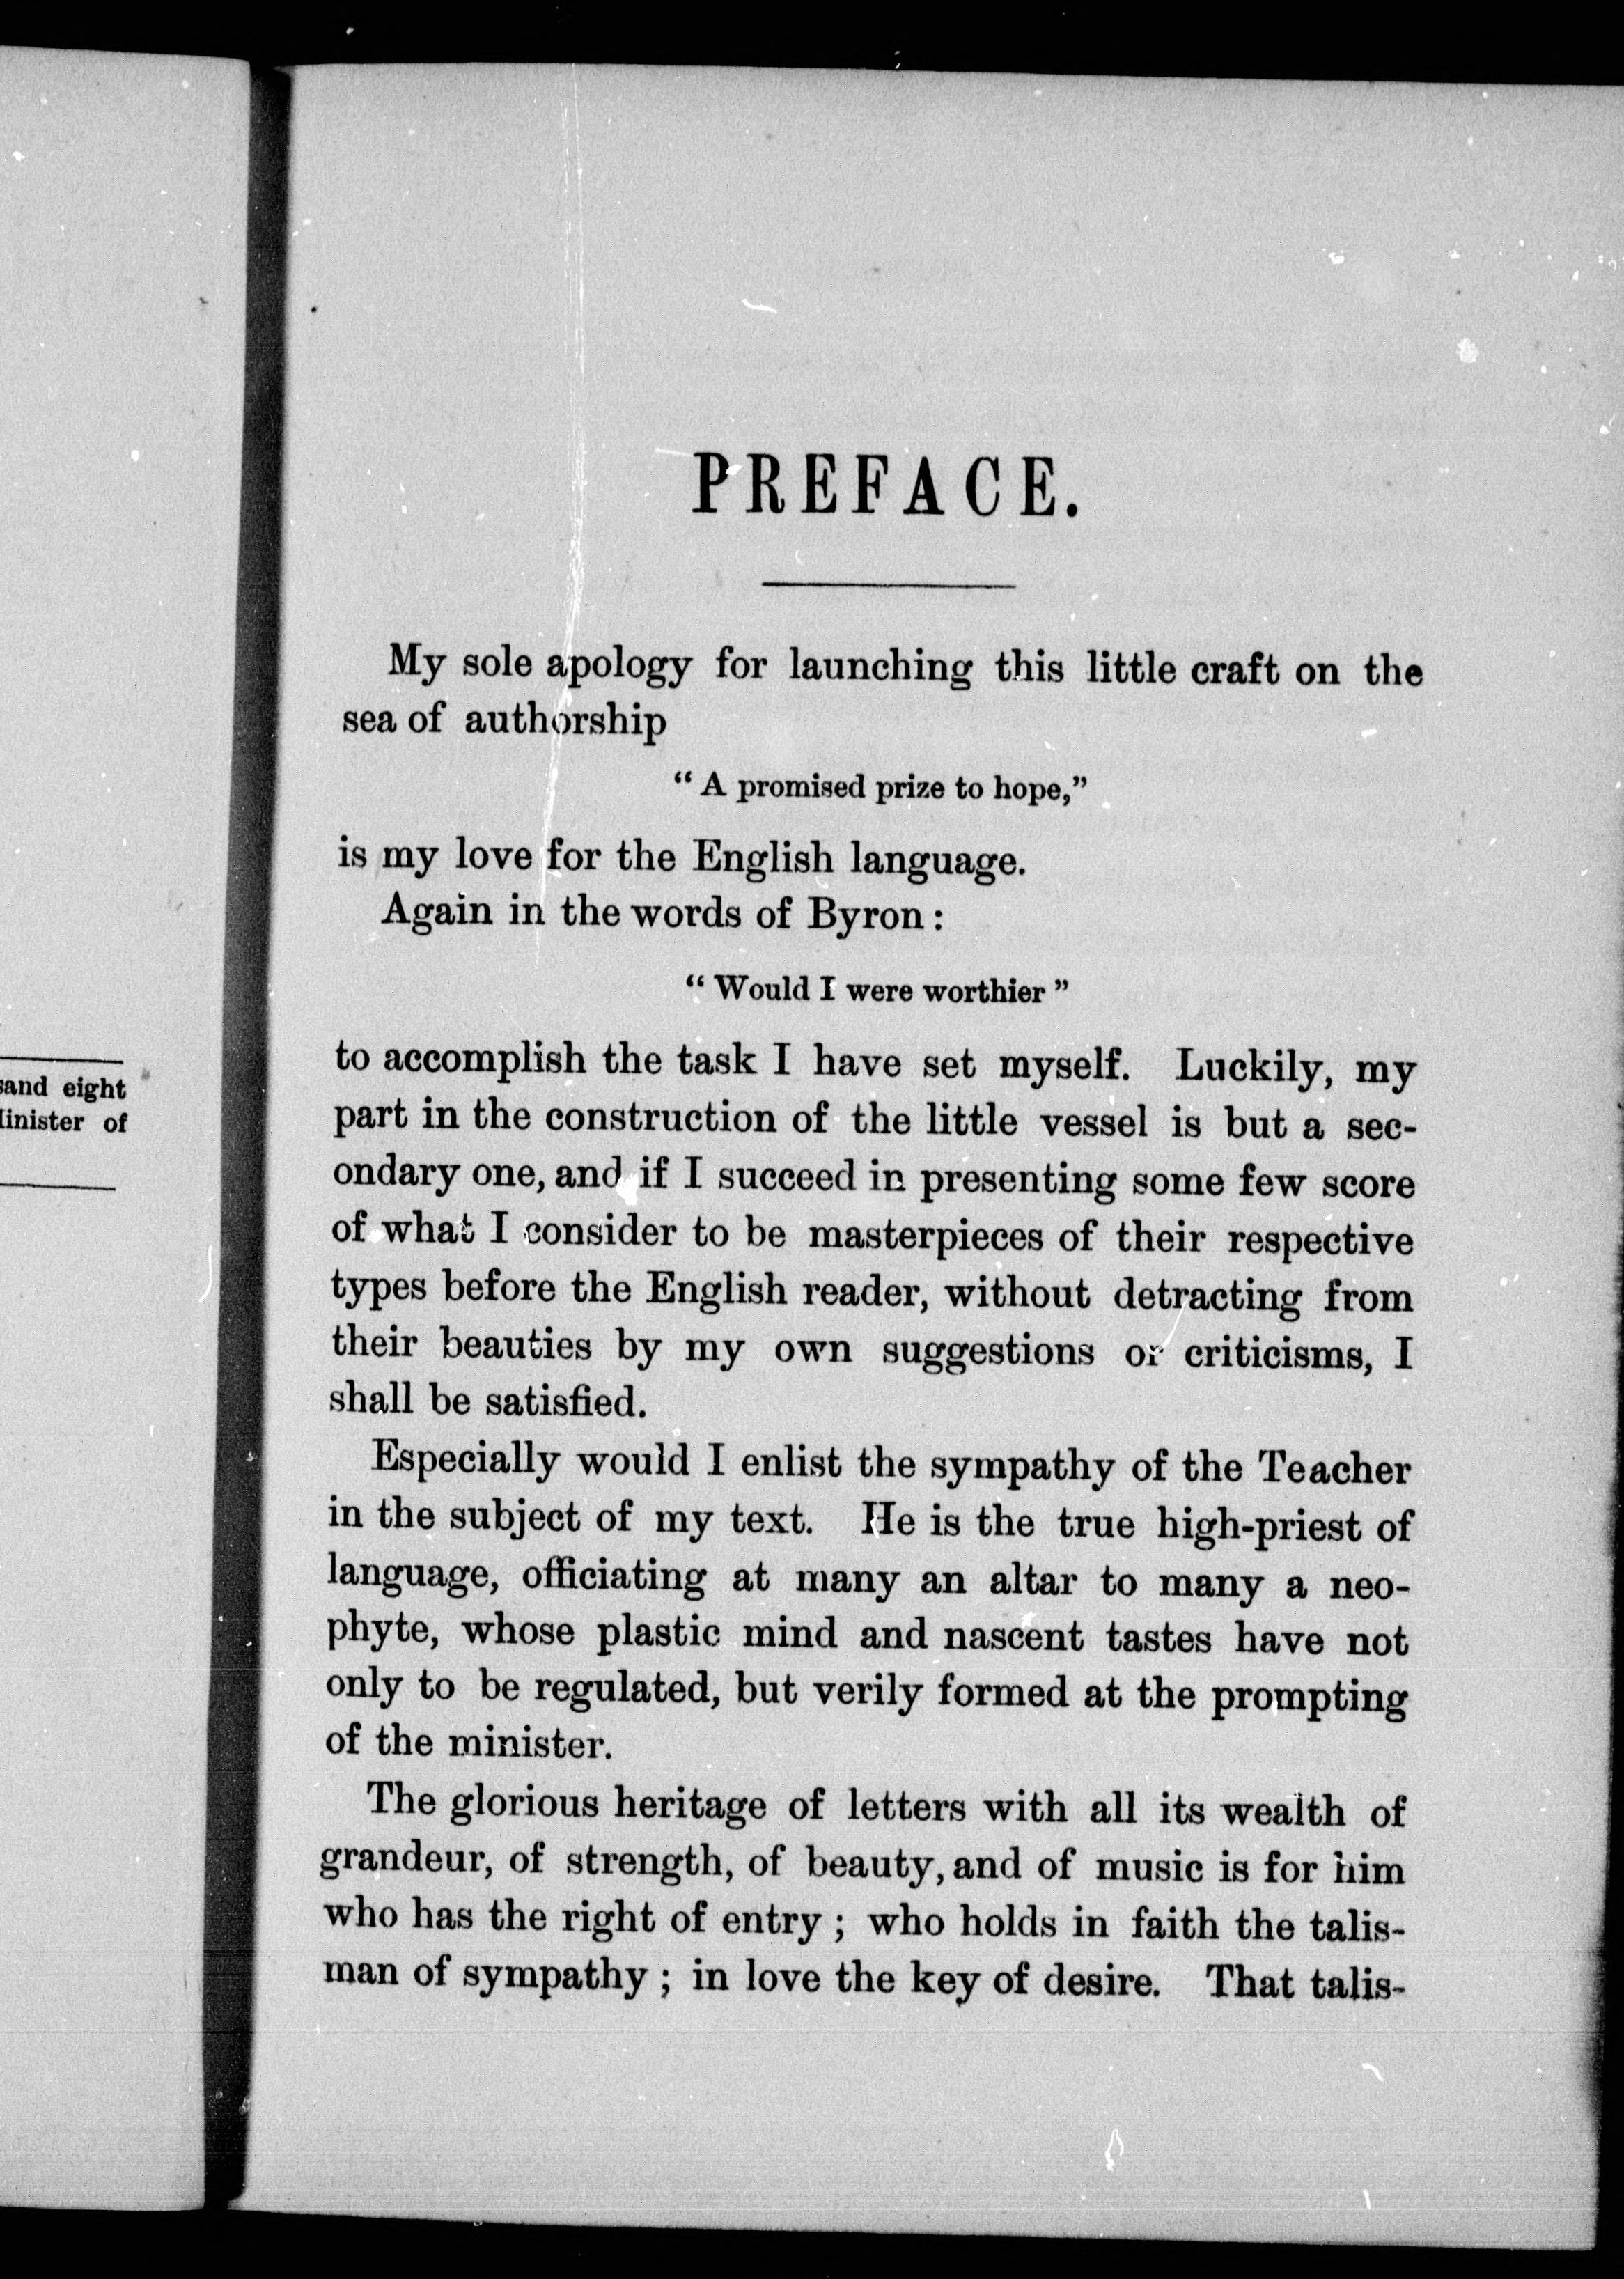 sand eight
linister of
PREFACE.
My sole apology for launching this little craft on the
sea of authorship
“ A promised prize to hope,”
is my love for the English language.
Again in the words of Byron :
“ Would I were worthier ”
to accomplish the task I have set myself. Luckily, my
part in the construction of the little vessel is but a sec-
ondary one, and if I succeed in presenting some few score
of what I consider to be masterpieces of their respective
types before the English reader, without detracting from
their beauties by my own suggestions or criticisms, I
shall be satisfied.
Especially would I enlist the sympathy of the Teacher
in the subject of my text. He is the true high-priest of
language, officiating at many an altar to many a neo-
phyte, whose plastic mind and nascent tastes have not
only to be regulated, but verily formed at the prompting
of the minister.
The glorious heritage of letters with all its wealth of
grandeur, of strength, of beauty, and of music is for him
who has the right of entry ; who holds in faith the talis-
man of sympathy ; in love the key of desire. That talis-